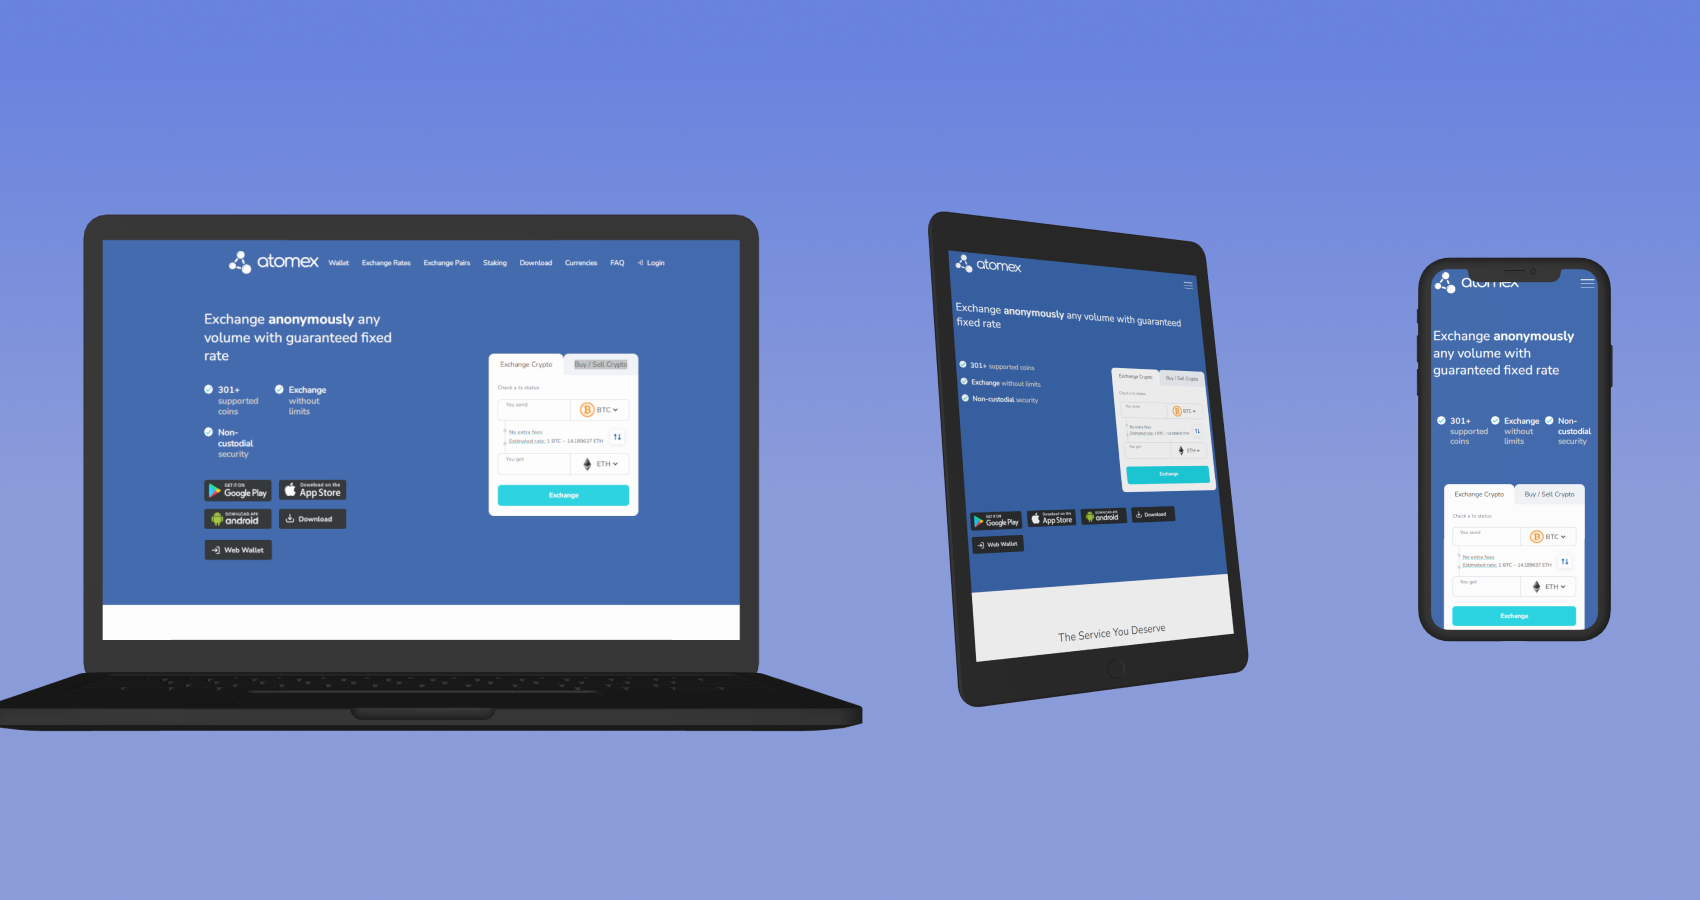 atomex
Wallet Exchange Rates Exchange Pairs Staking Download Currencies FAQ Login
Exchange anonymously any
volume with guaranteed fixed
rate
301+
supported
coins
Exchange
without
limits
Non-
custodial
security
GET IT ON
Google Play
Download on the
App Store
DOWNLOAD APK
android
Download
Web Wallet
Exchange Crypto Buy / Sell Crypto
Check a tx status
You send
BTC
No extra fees
Estimated rate: 1 BTC ~ 14.189637 ETH
You get
ETH
Exchange
atomex
Exchange anonymously any volume with guaranteed
fixed rate
301+ supported coins
Exchange without limits
Non-custodial security
Exchange Crypto Buy / Sell Crypto
Check a tx status
You send
BTC
No extra fees
Estimated rate: 1 BTC ~ 14.189637 ETH
You get
ETH
Exchange
GET IT ON
Google Play
Download on the
App Store
DOWNLOAD APK
android
Download
Web Wallet
The Service You Deserve
atomex
Exchange anonymously
any volume with
guaranteed fixed rate
301+
supported
coins
Exchange
without
limits
Non-
custodial
security
Exchange Crypto Buy / Sell Crypto
Check a tx status
You send
BTC
No extra fees
Estimated rate: 1 BTC ~ 14.189637 ETH
You get
ETH
Exchange